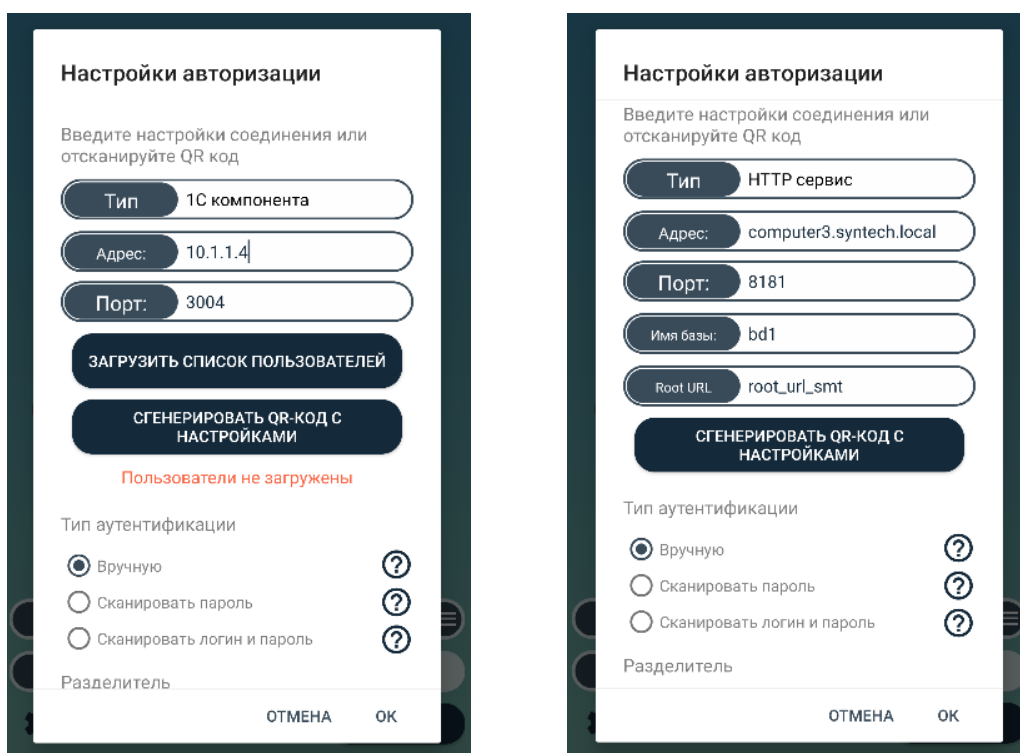 Настройки авторизации
Введите настройки соединения или
отсканируйте QR код
Тип 1С компонента
Адрес: 10.1.1.4
Порт: 3004
ЗАГРУЗИТЬ СПИСОК ПОЛЬЗОВАТЕЛЕЙ
СГЕНЕРИРОВАТЬ QR-КОД С
НАСТРОЙКАМИ
Пользователи не загружены
Тип аутентификации
Вручную
Сканировать пароль
Сканировать логин и пароль
Разделитель
ОТМЕНА ОК
Настройки авторизации
Введите настройки соединения или
отсканируйте QR код
Тип HTTP сервис
Адрес: computer3.syntech.local
Порт: 8181
Имя базы: bd1
Root URL root_url_smt
СГЕНЕРИРОВАТЬ QR-КОД С
НАСТРОЙКАМИ
Тип аутентификации
Вручную
Сканировать пароль
Сканировать логин и пароль
Разделитель
ОТМЕНА ОК